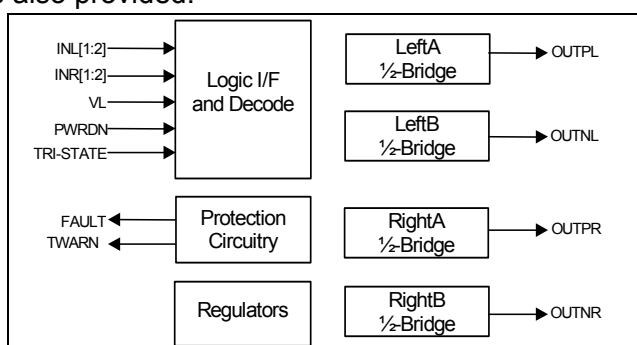 also provided.
INL[1:2]
INR[1:2]
VL
PWRDN
TRI-STATE
Logic I/F
and Decode
LeftA
½-Bridge
OUTPL
LeftB
½-Bridge
OUTNL
FAULT
TWARN
Protection
Circuitry
RightA
½-Bridge
OUTPR
Regulators
RightB
½-Bridge
OUTNR